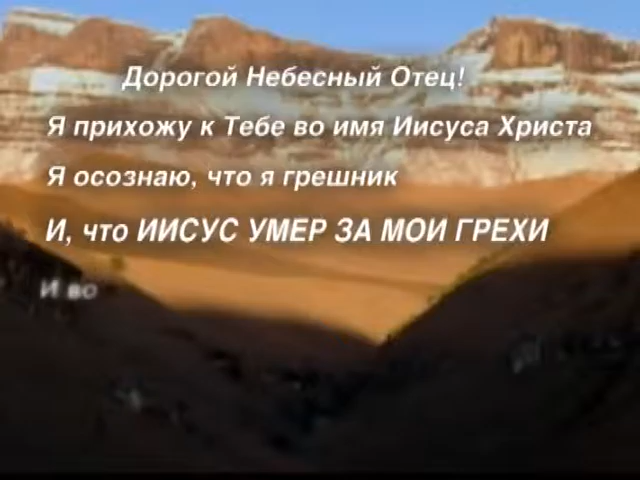 Дорогой Небесный Отец!
Я прихожу к Тебе во имя Иисуса Христа
Я осознаю, что я грешник
И, что ИИСУС УМЕР ЗА МОИ ГРЕХИ
И во